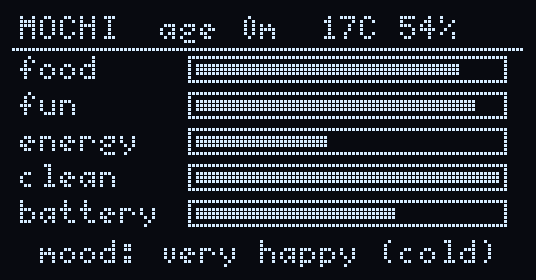 MOCHI age 0m 17C 54%
food
fun
energy
clean
battery
mood: very happy (cold)